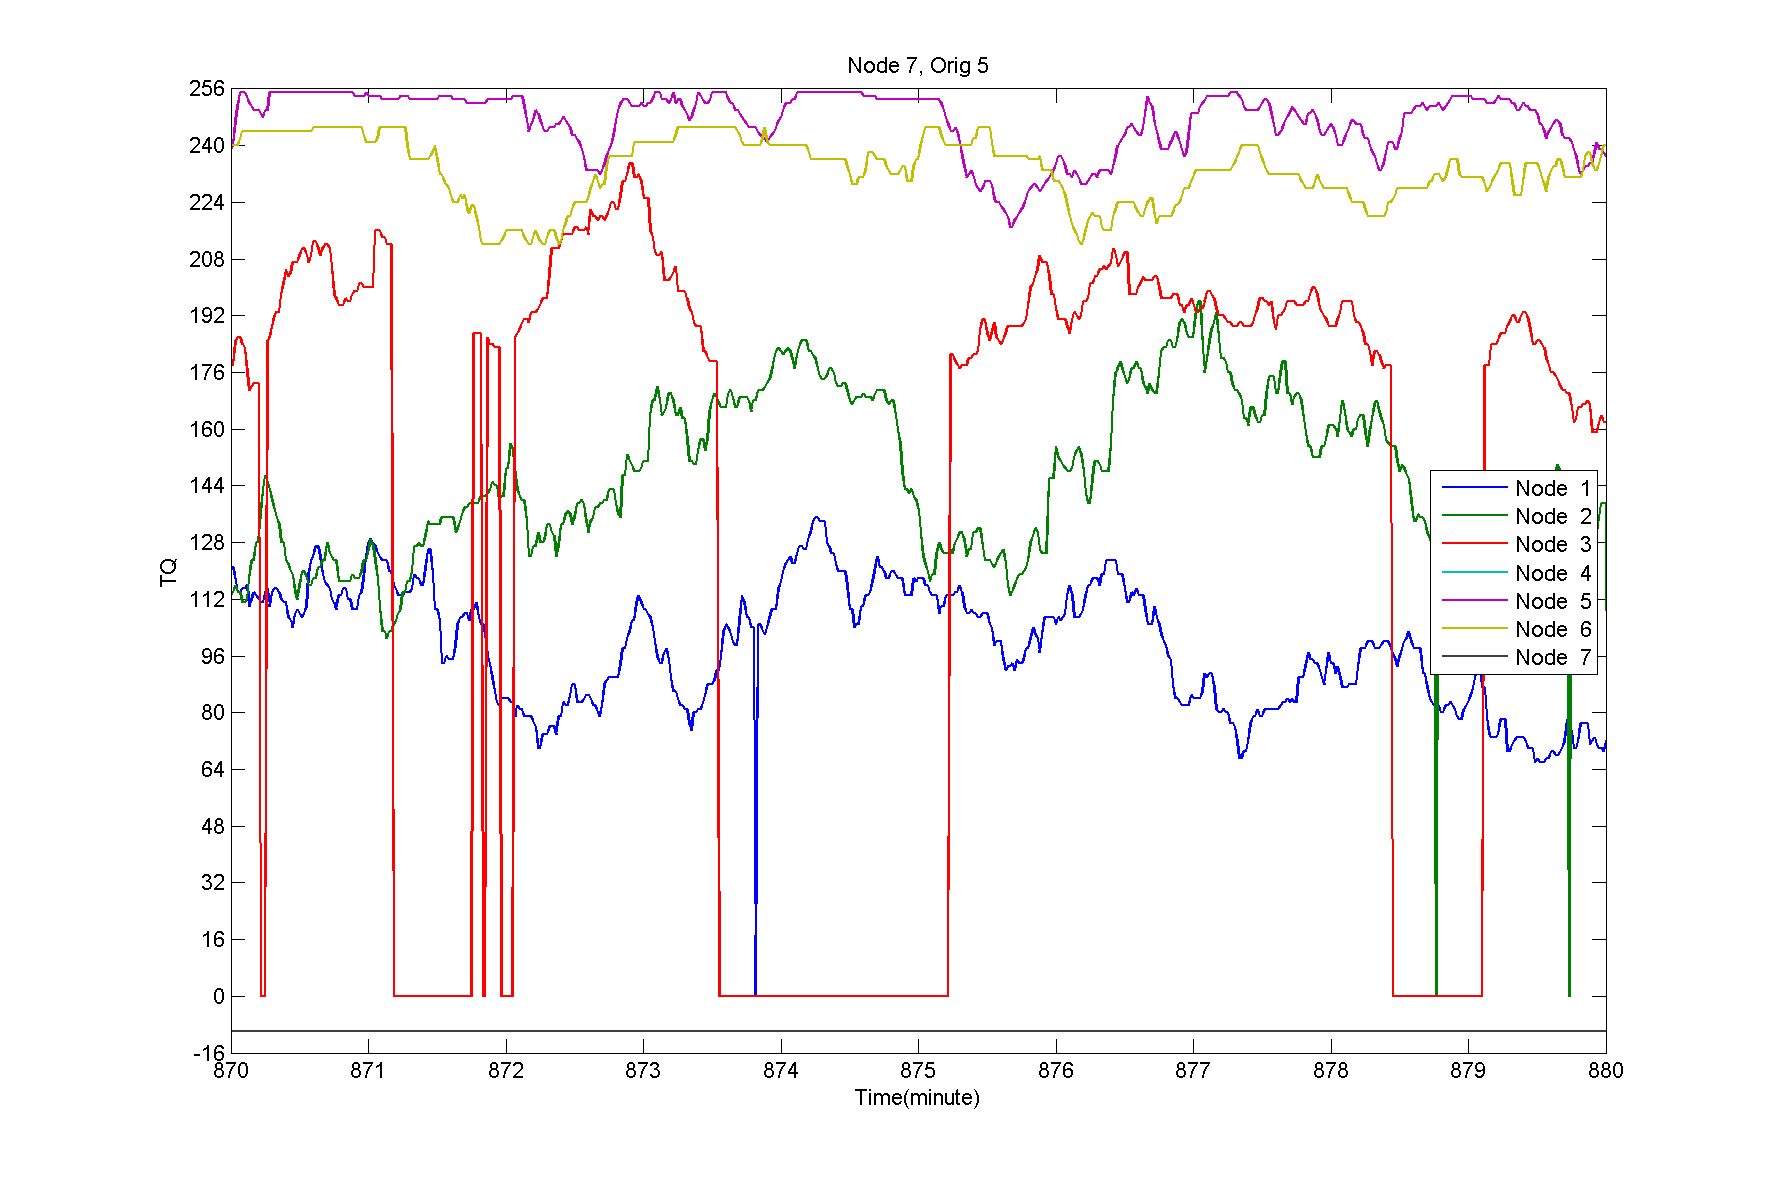 Node 7, Orig 5
256
240
224
208
192
176
160
144
128
112
96
80
64
48
32
16
0
-16
TQ
Node 1
Node 2
Node 3
Node 4
Node 5
Node 6
Node 7
870 871 872 873 874 875 876 877 878 879 880
Time(minute)